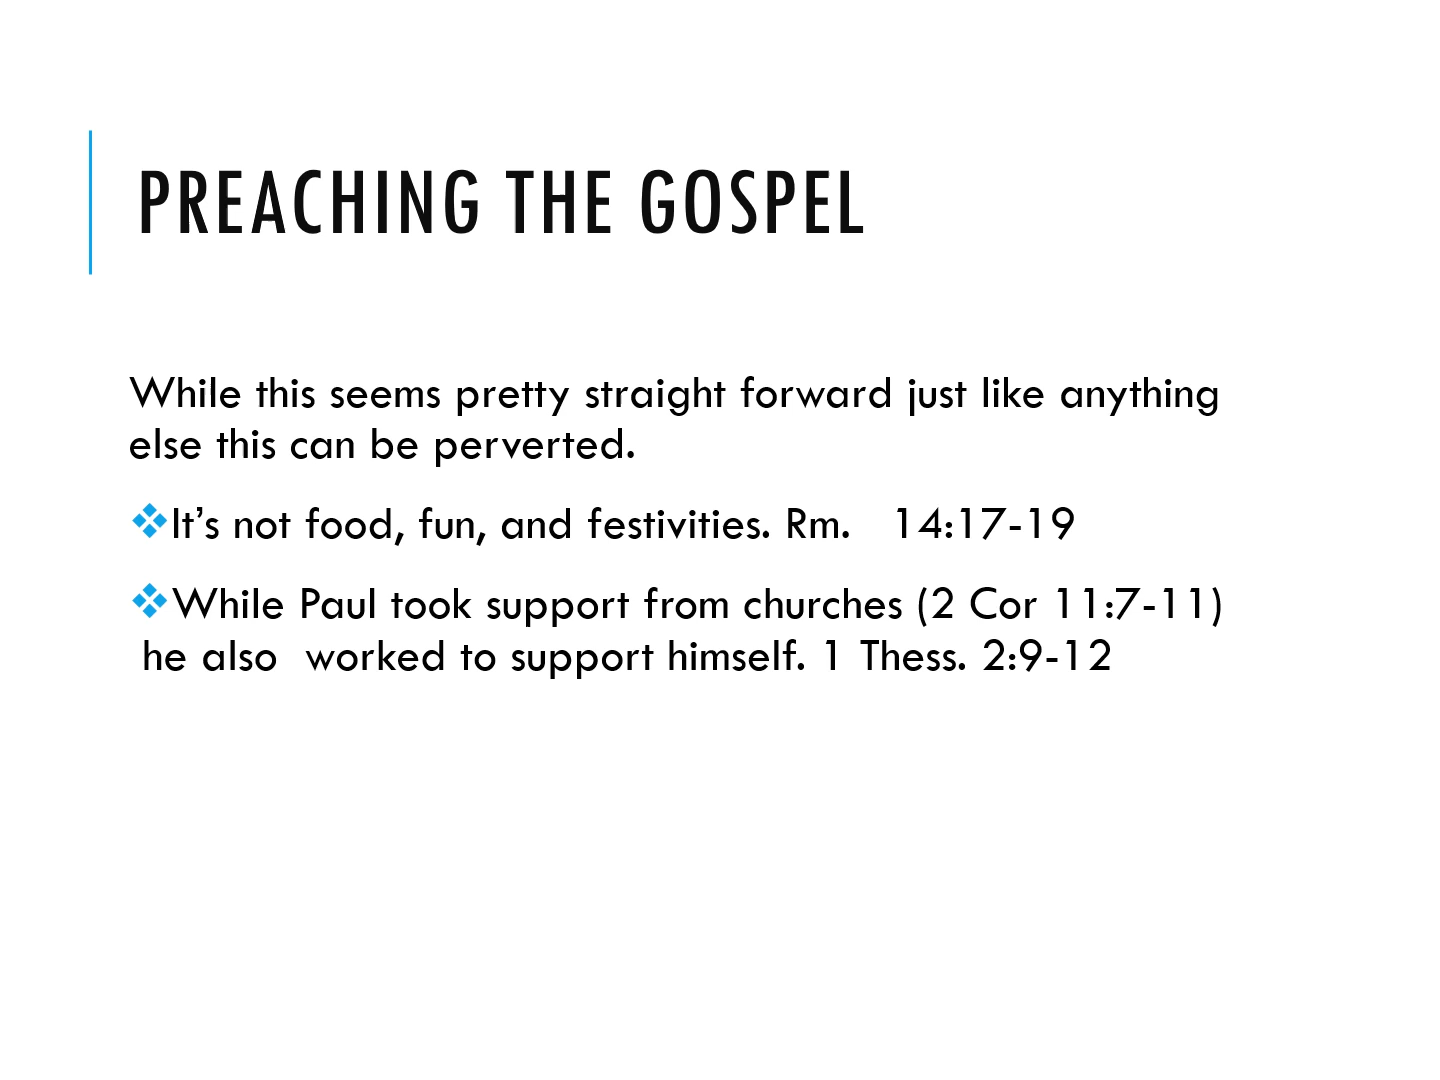 PREACHING THE GOSPEL
While this seems pretty straight forward just like anything
else this can be perverted.
❖It’s not food, fun, and festivities. Rm.   14:17-19
❖While Paul took support from churches (2 Cor 11:7-11)
he also  worked to support himself. 1 Thess. 2:9-12